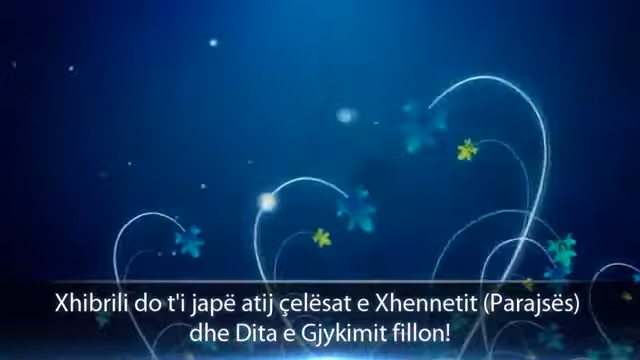 Xhibrili do t'i japë atij çelësat e Xhennetit (Parajsës)
dhe Dita e Gjykimit fillon!